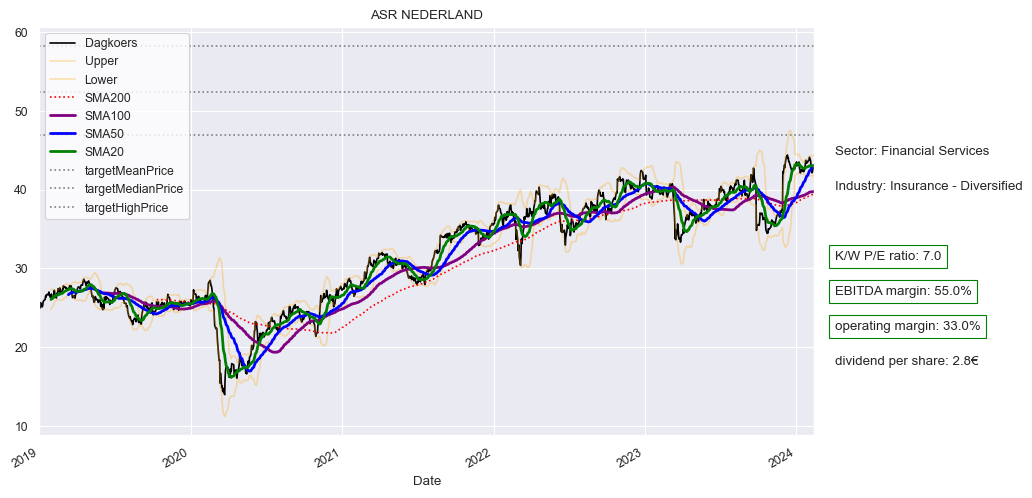 ASR NEDERLAND
60
50
40
30
20
10
Dagkoers
Upper
Lower
SMA200
SMA100
SMA50
SMA20
targetMeanPrice
targetMedianPrice
targetHighPrice
Sector: Financial Services
Industry: Insurance - Diversified
K/W P/E ratio: 7.0
EBITDA margin: 55.0%
operating margin: 33.0%
dividend per share: 2.8€
2019
2020
2021
2022
2023
2024
Date